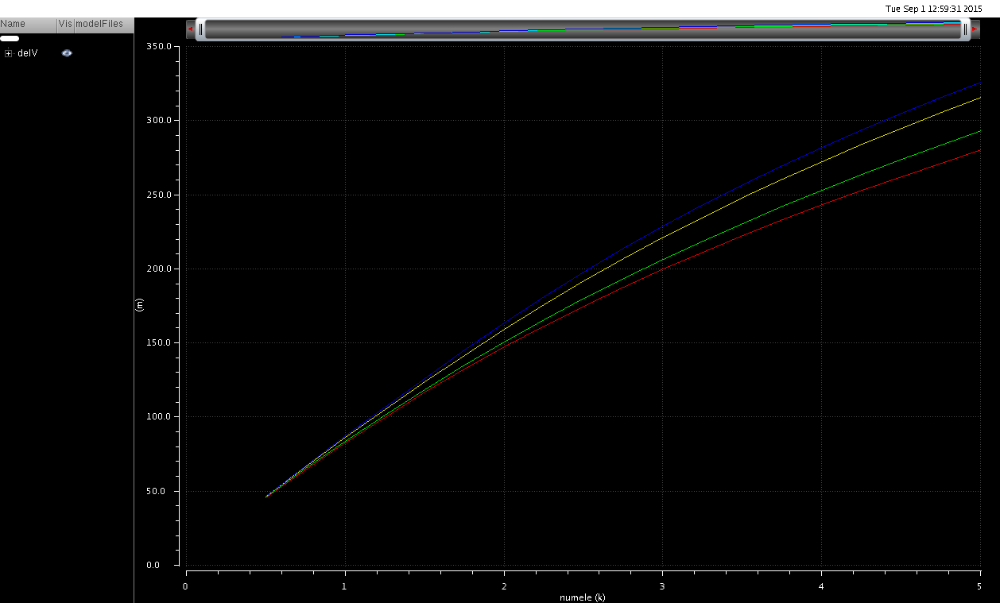 Tue Sep 1 12:59:31 2015
Name Vis modelFiles
delV
350.0
300.0
250.0
200.0
150.0
100.0
50.0
0.0
(m)
0 1 2 3 4 5
numele (k)